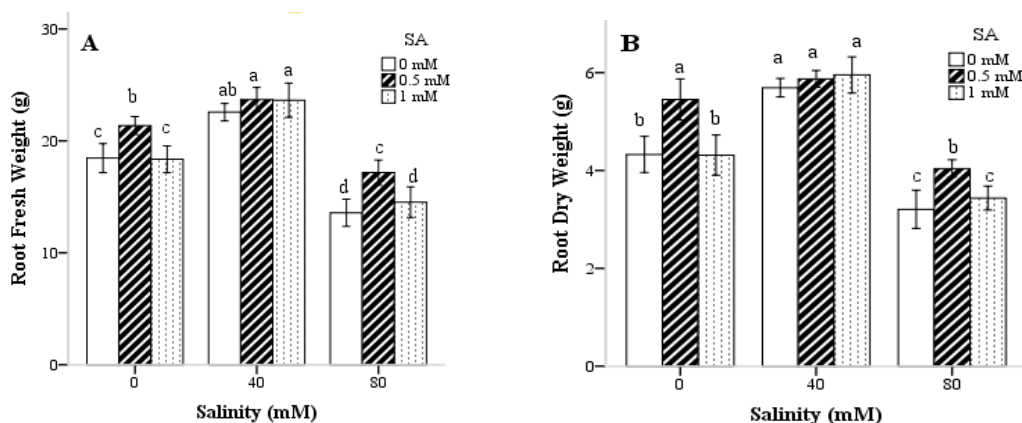 A
SA
0 mM
0.5 mM
1 mM
Root Fresh Weight (g)
30
20
10
0
c b c
ab a a
d c d
0 40 80
Salinity (mM)
B
SA
0 mM
0.5 mM
1 mM
Root Dry Weight (g)
6
4
2
0
b a b
a a a
c b c
0 40 80
Salinity (mM)